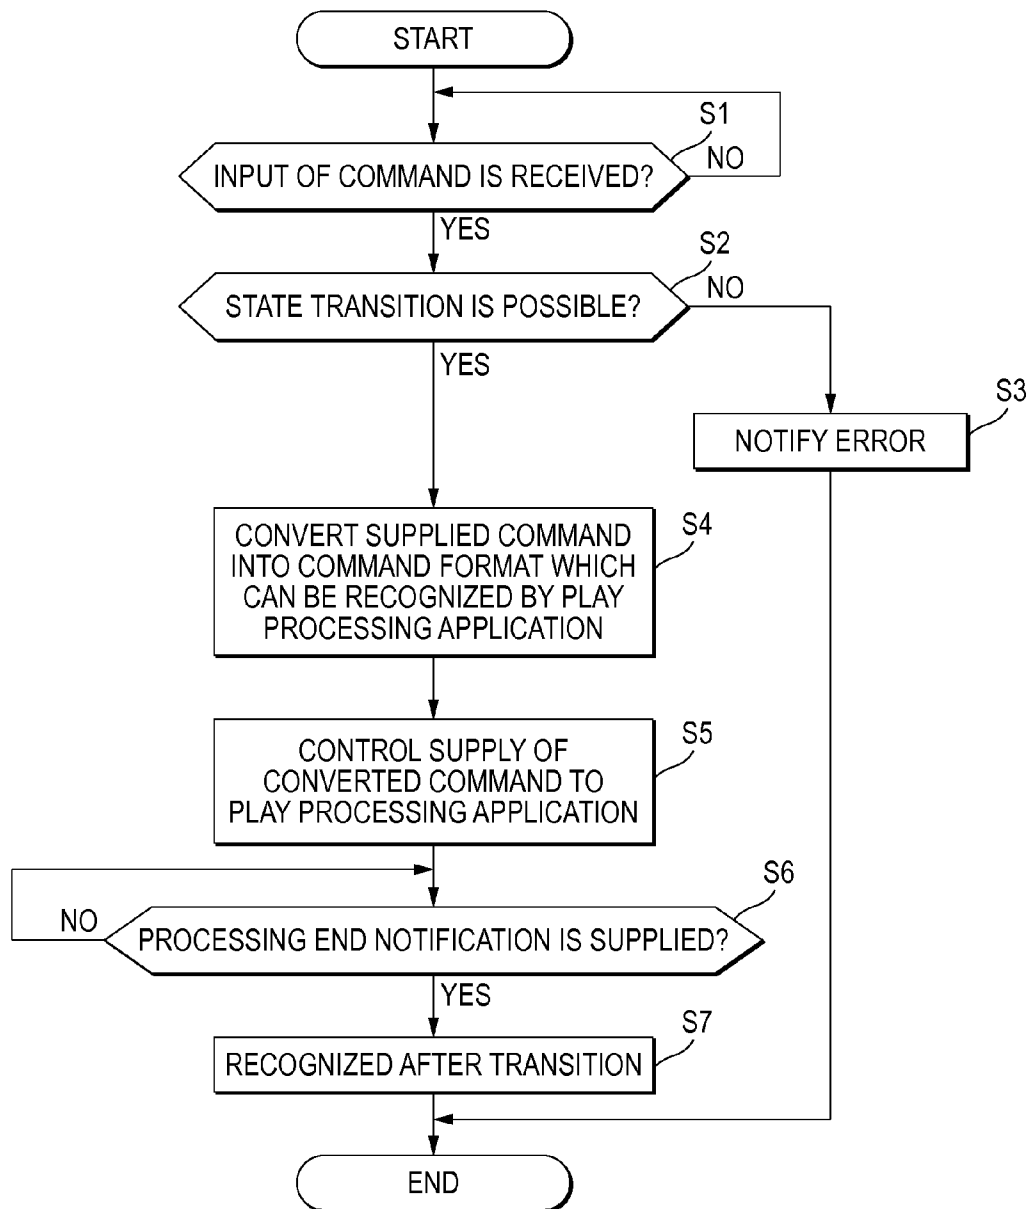 START
S1
INPUT OF COMMAND IS RECEIVED?
NO
YES
S2
STATE TRANSITION IS POSSIBLE?
NO
YES
S3
NOTIFY ERROR
S4
CONVERT SUPPLIED COMMAND
INTO COMMAND FORMAT WHICH
CAN BE RECOGNIZED BY PLAY
PROCESSING APPLICATION
S5
CONTROL SUPPLY OF
CONVERTED COMMAND TO
PLAY PROCESSING APPLICATION
S6
NO
PROCESSING END NOTIFICATION IS SUPPLIED?
YES
S7
RECOGNIZED AFTER TRANSITION
END